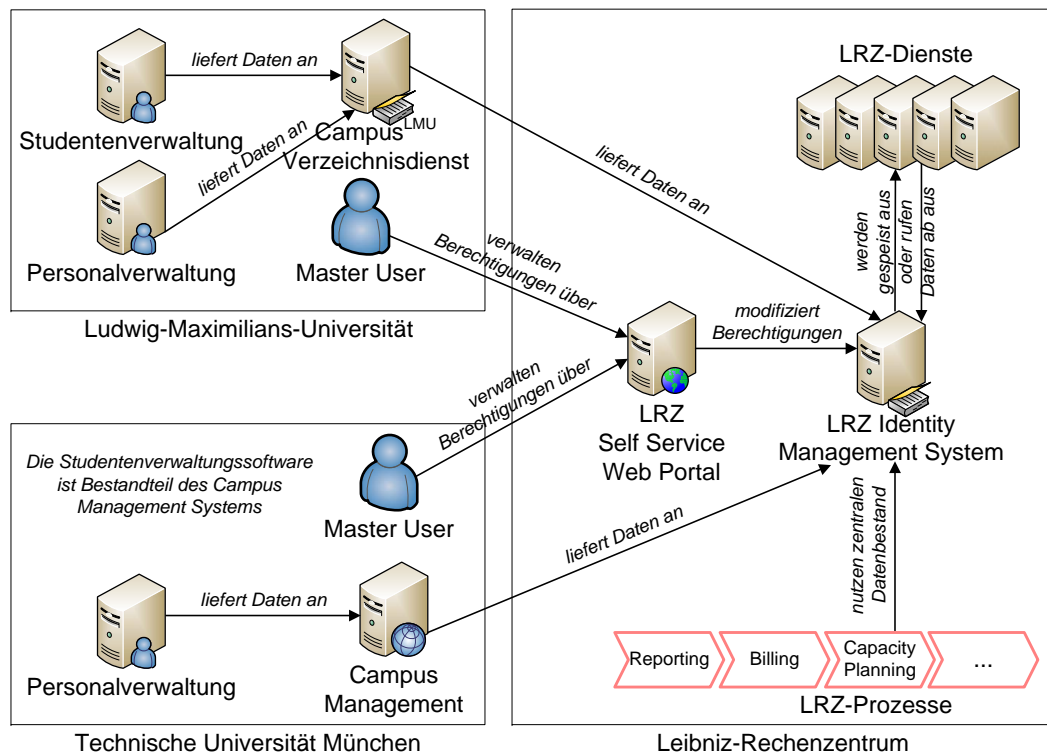 liefert Daten an
Studentenverwaltung
liefert Daten an
Campus LMU
Verzeichnisdienst
Personalverwaltung
Master User
Ludwig-Maximilians-Universität
verwalten
Berechtigungen über
liefert Daten an
LRZ-Dienste
werden
gespeist aus
oder rufen
Daten ab aus
modifiziert
Berechtigungen
LRZ
Self Service
Web Portal
LRZ Identity
Management System
verwalten
Berechtigungen über
Die Studentenverwaltungssoftware
ist Bestandteil des Campus
Management Systems
Master User
liefert Daten an
Personalverwaltung
Campus
Management
Technische Universität München
liefert Daten an
nutzen zentralen
Datenbestand
Reporting
Billing
Capacity
Planning
...
LRZ-Prozesse
Leibniz-Rechenzentrum